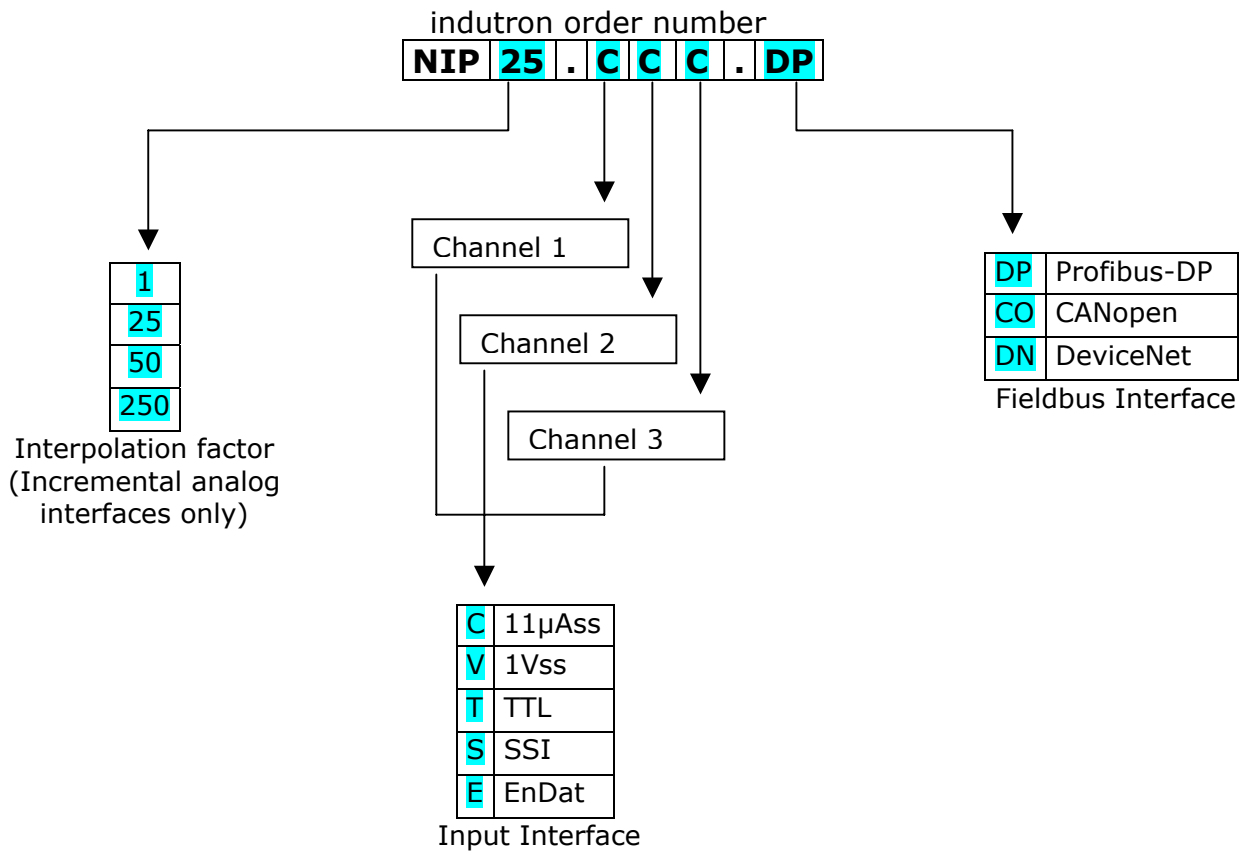 indutron order number
NIP 25 . C C C . DP
Channel 1
Channel 2
Channel 3
1
25
50
250
Interpolation factor
(Incremental analog
interfaces only)
DP Profibus-DP
CO CANopen
DN DeviceNet
Fieldbus Interface
C 11µAss
V 1Vss
T TTL
S SSI
E EnDat
Input Interface